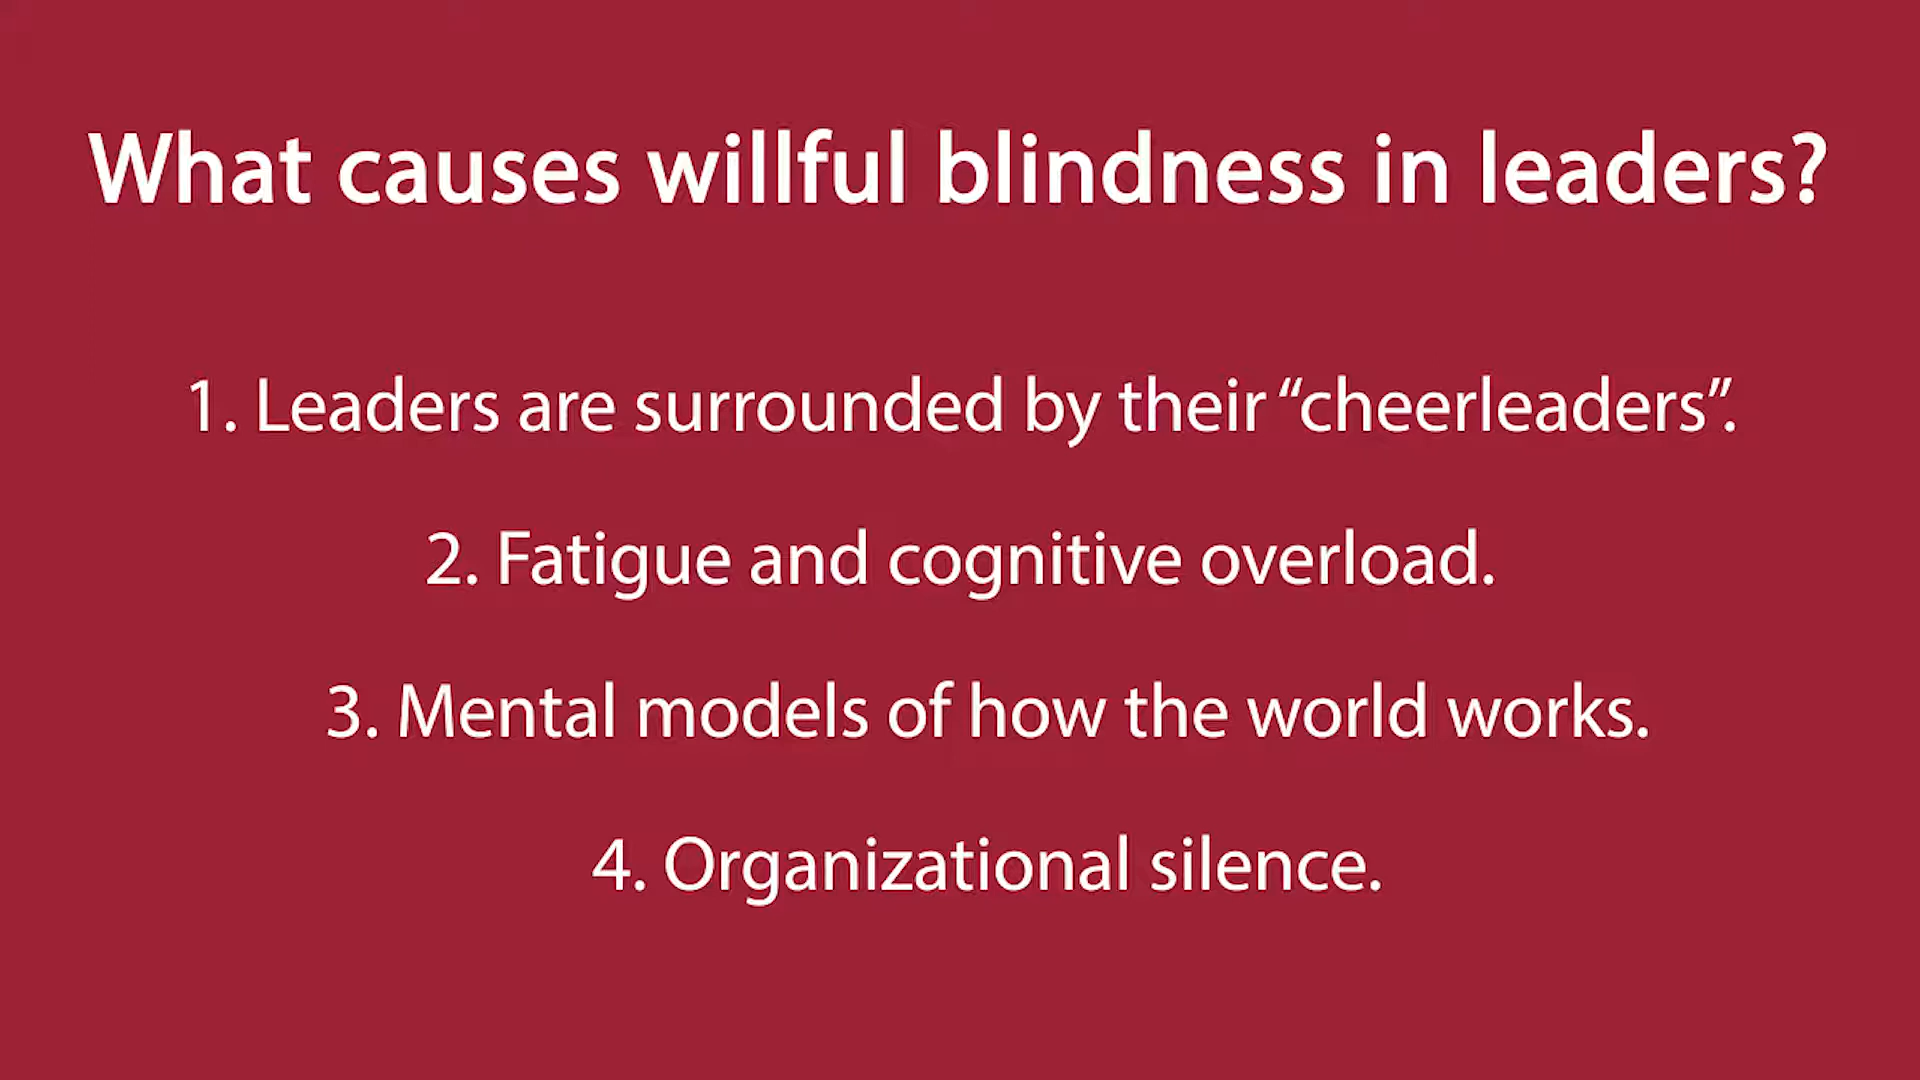 What causes willful blindness in leaders?
1. Leaders are surrounded by their “cheerleaders”.
2. Fatigue and cognitive overload.
3. Mental models of how the world works.
4. Organizational silence.